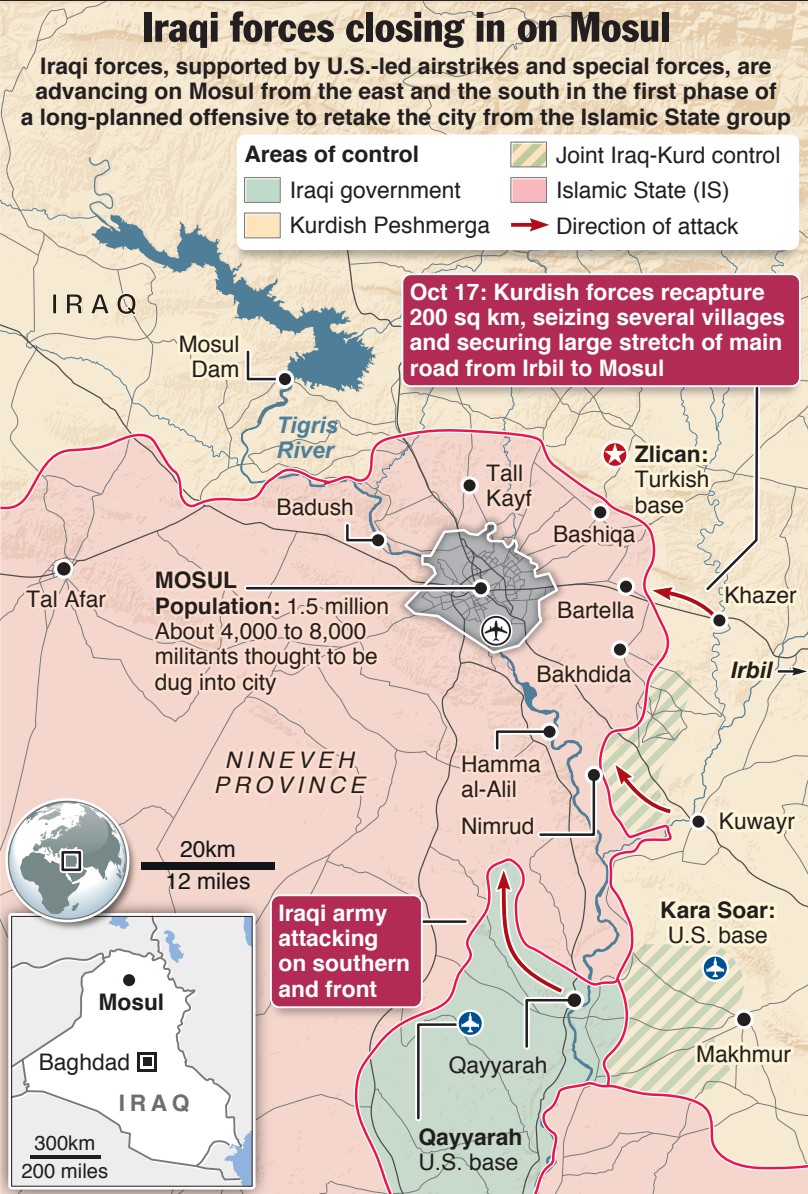 Iraqi forces closing in on Mosul
Iraqi forces, supported by U.S.-led airstrikes and special forces, are
advancing on Mosul from the east and the south in the first phase of
a long-planned offensive to retake the city from the Islamic State group
Areas of control
Iraqi government
Kurdish Peshmerga
Joint Iraq-Kurd control
Islamic State (IS)
Direction of attack
IRAQ
Oct 17: Kurdish forces recapture
200 sq km, seizing several villages
and securing large stretch of main
road from Irbil to Mosul
Mosul
Dam
Tigris
River
Zlican:
Turkish
base
Tall
Kayf
Badush
Bashiqa
Tal Afar
MOSUL
Population: 1.5 million
About 4,000 to 8,000
militants thought to be
dug into city
Bartella
Khazer
Bakhdida
Irbil
NINEVEH
PROVINCE
Hamma
al-Alil
Nimrud
Kuwayr
20km
12 miles
Iraqi army
attacking
on southern
and front
Kara Soar:
U.S. base
Makhmur
Qayyarah
Qayyarah
U.S. base
Mosul
Baghdad
IRAQ
300km
200 miles